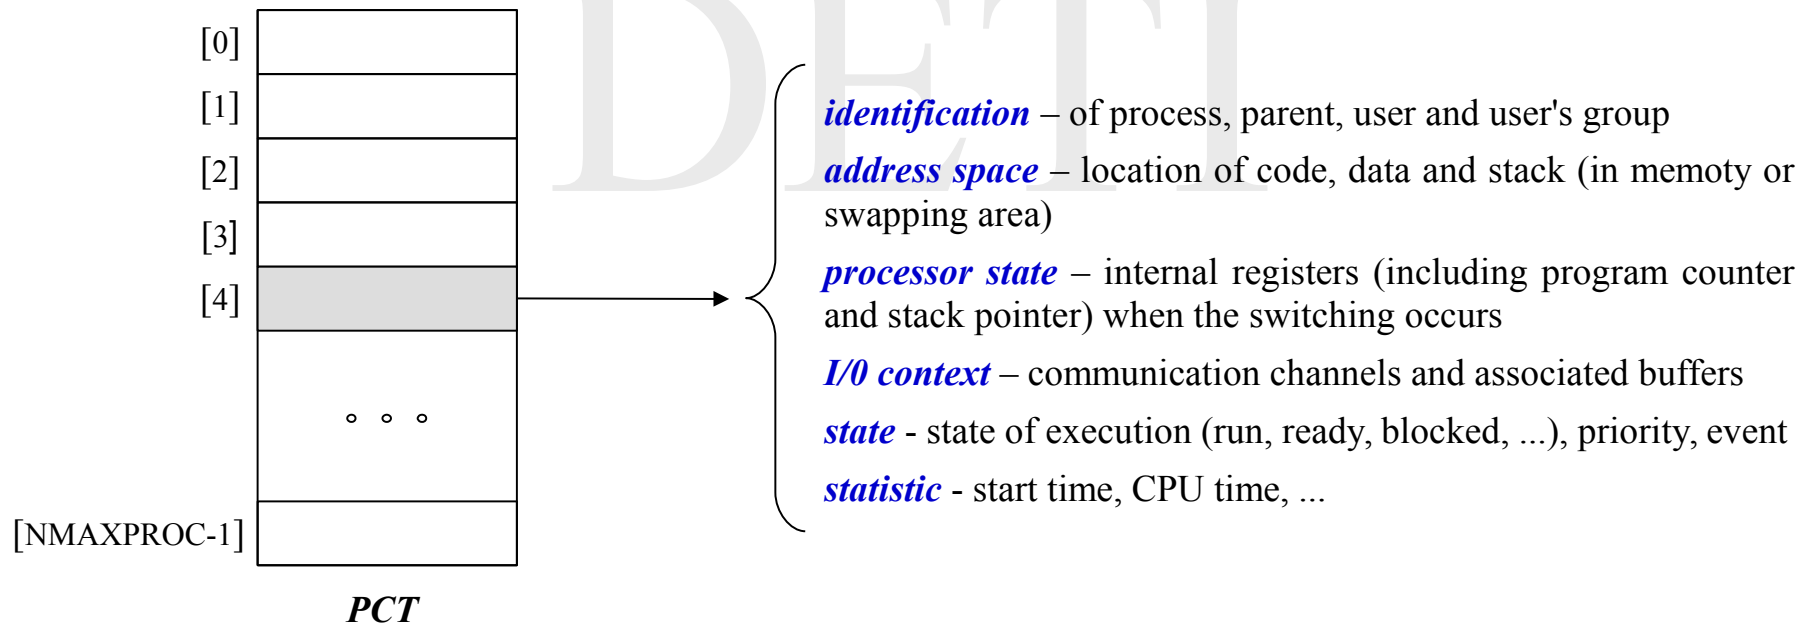 DETI
[0]
[1]
[2]
[3]
[4]
[NMAXPROC-1]
PCT
identification – of process, parent, user and user's group
address space – location of code, data and stack (in memoty or
swapping area)
processor state – internal registers (including program counter
and stack pointer) when the switching occurs
I/0 context – communication channels and associated buffers
state - state of execution (run, ready, blocked, ...), priority, event
statistic - start time, CPU time, ...